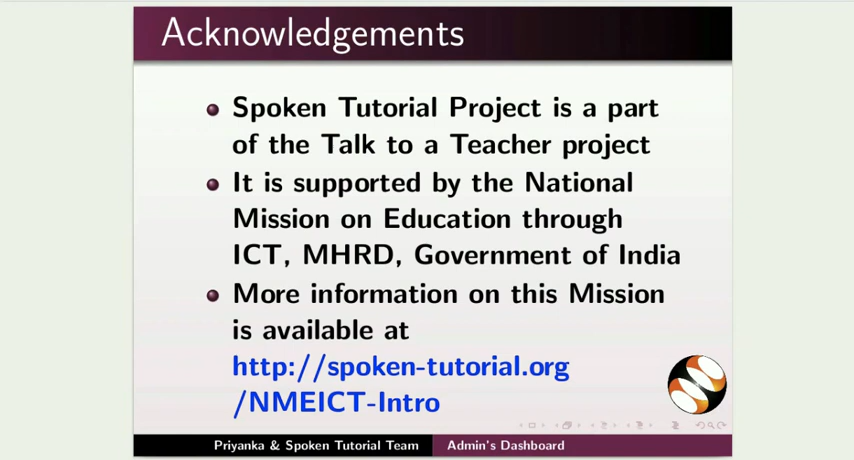 Acknowledgements
Spoken Tutorial Project is a part
of the Talk to a Teacher project
It is supported by the National
Mission on Education through
ICT, MHRD, Government of India
More information on this Mission
is available at
http://spoken-tutorial.org
/NMEICT-Intro
Priyanka & Spoken Tutorial Team
Admin's Dashboard